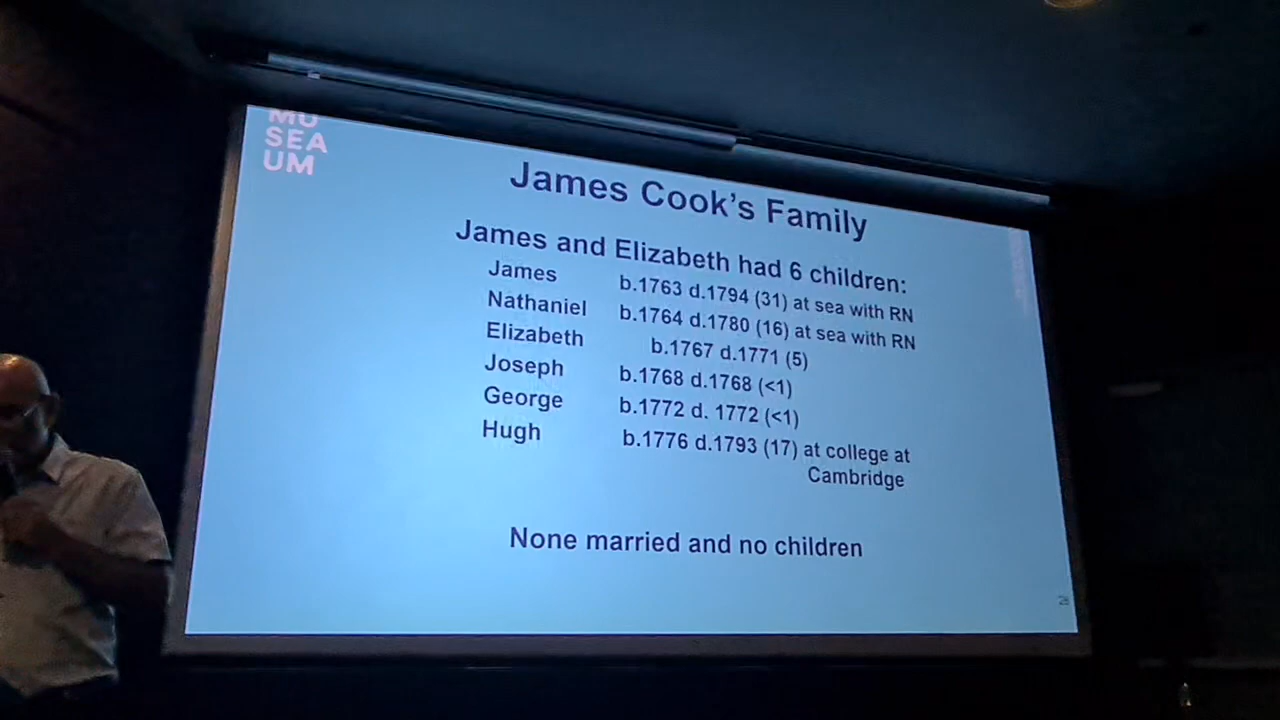 MU
SEA
UM
James Cook's Family
James and Elizabeth had 6 children:
James b.1763 d.1794 (31) at sea with RN
Nathaniel b.1764 d.1780 (16) at sea with RN
Elizabeth b.1767 d.1771 (5)
Joseph b.1768 d.1768 (<1)
George b.1772 d. 1772 (<1)
Hugh b.1776 d.1793 (17) at college at
Cambridge
None married and no children